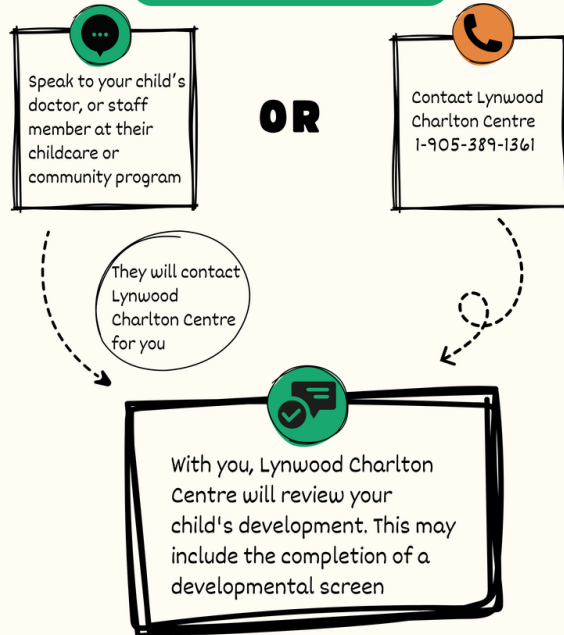 Speak to your child's
doctor, or staff
member at their
childcare or
community program
OR
Contact Lynwood
Charlton Centre
1-905-389-1361
They will contact
Lynwood
Charlton Centre
for you
With you, Lynwood Charlton
Centre will review your
child's development. This may
include the completion of a
developmental screen